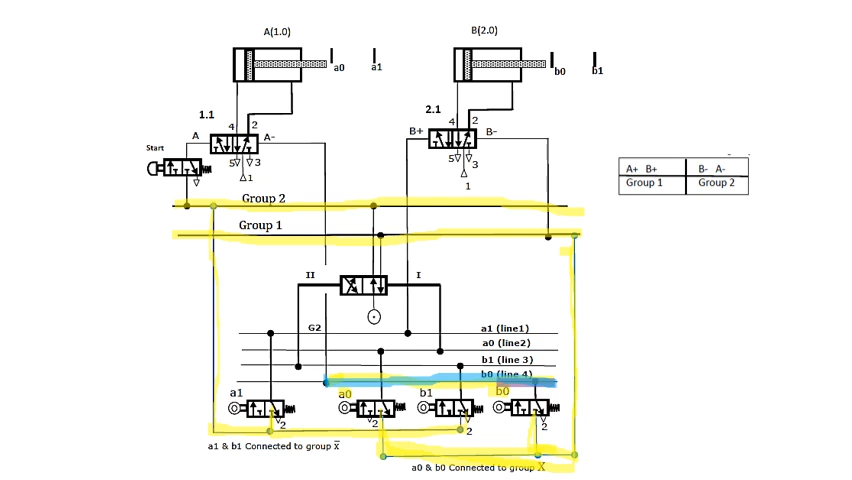 A(1.0)
B(2.0)
a0
a1
b0
b1
1.1
4
2
A
A-
Start
5
3
1
2.1
4
2
B+
B-
5
3
1
A+ B+
B- A-
Group 1
Group 2
Group 2
Group 1
II
I
G2
a1 (line1)
a0 (line2)
b1 (line 3)
b0 (line 4)
a1
a0
b1
b0
2
2
2
2
a1 & b1 Connected to group x̅
a0 & b0 Connected to group X